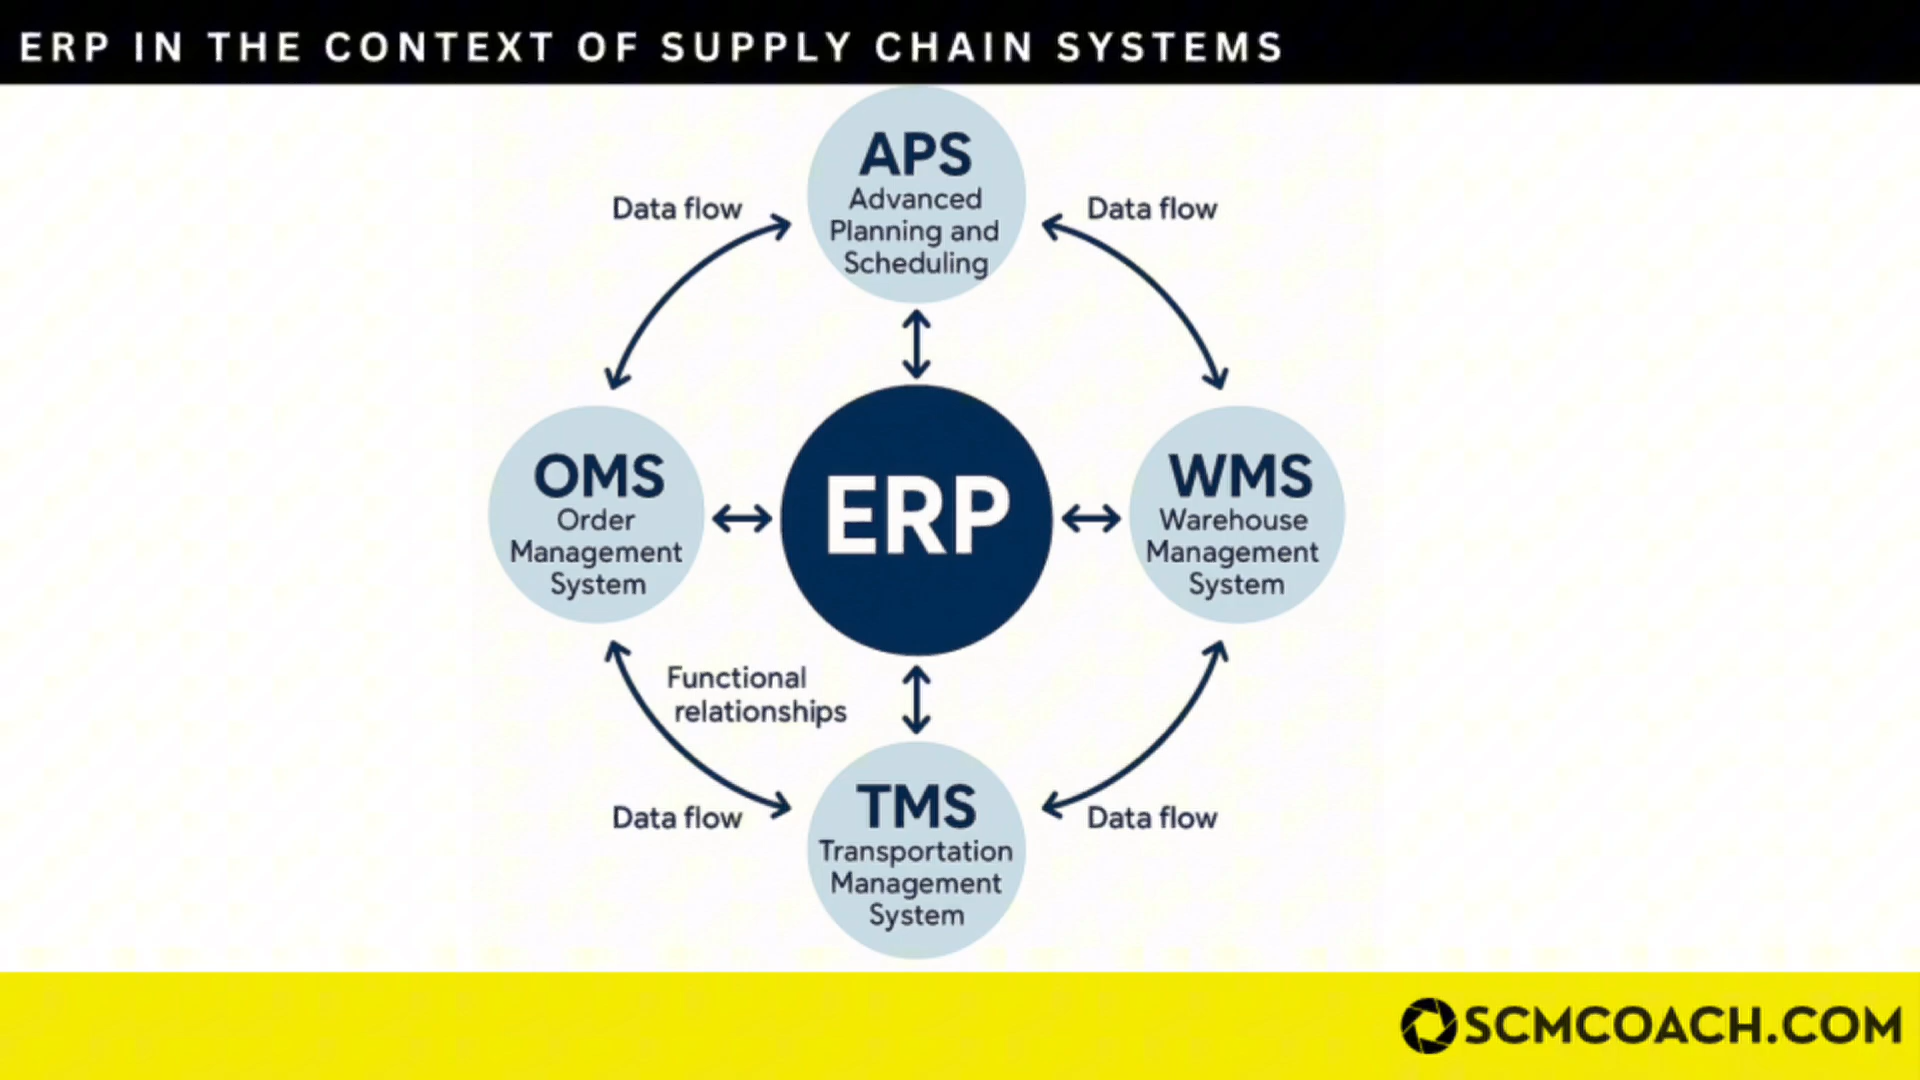 ERP IN THE CONTEXT OF SUPPLY CHAIN SYSTEMS
APS
Advanced
Planning and
Scheduling
Data flow
Data flow
OMS
Order
Management
System
ERP
WMS
Warehouse
Management
System
Functional
relationships
Data flow
Data flow
TMS
Transportation
Management
System
SCMCOACH.COM